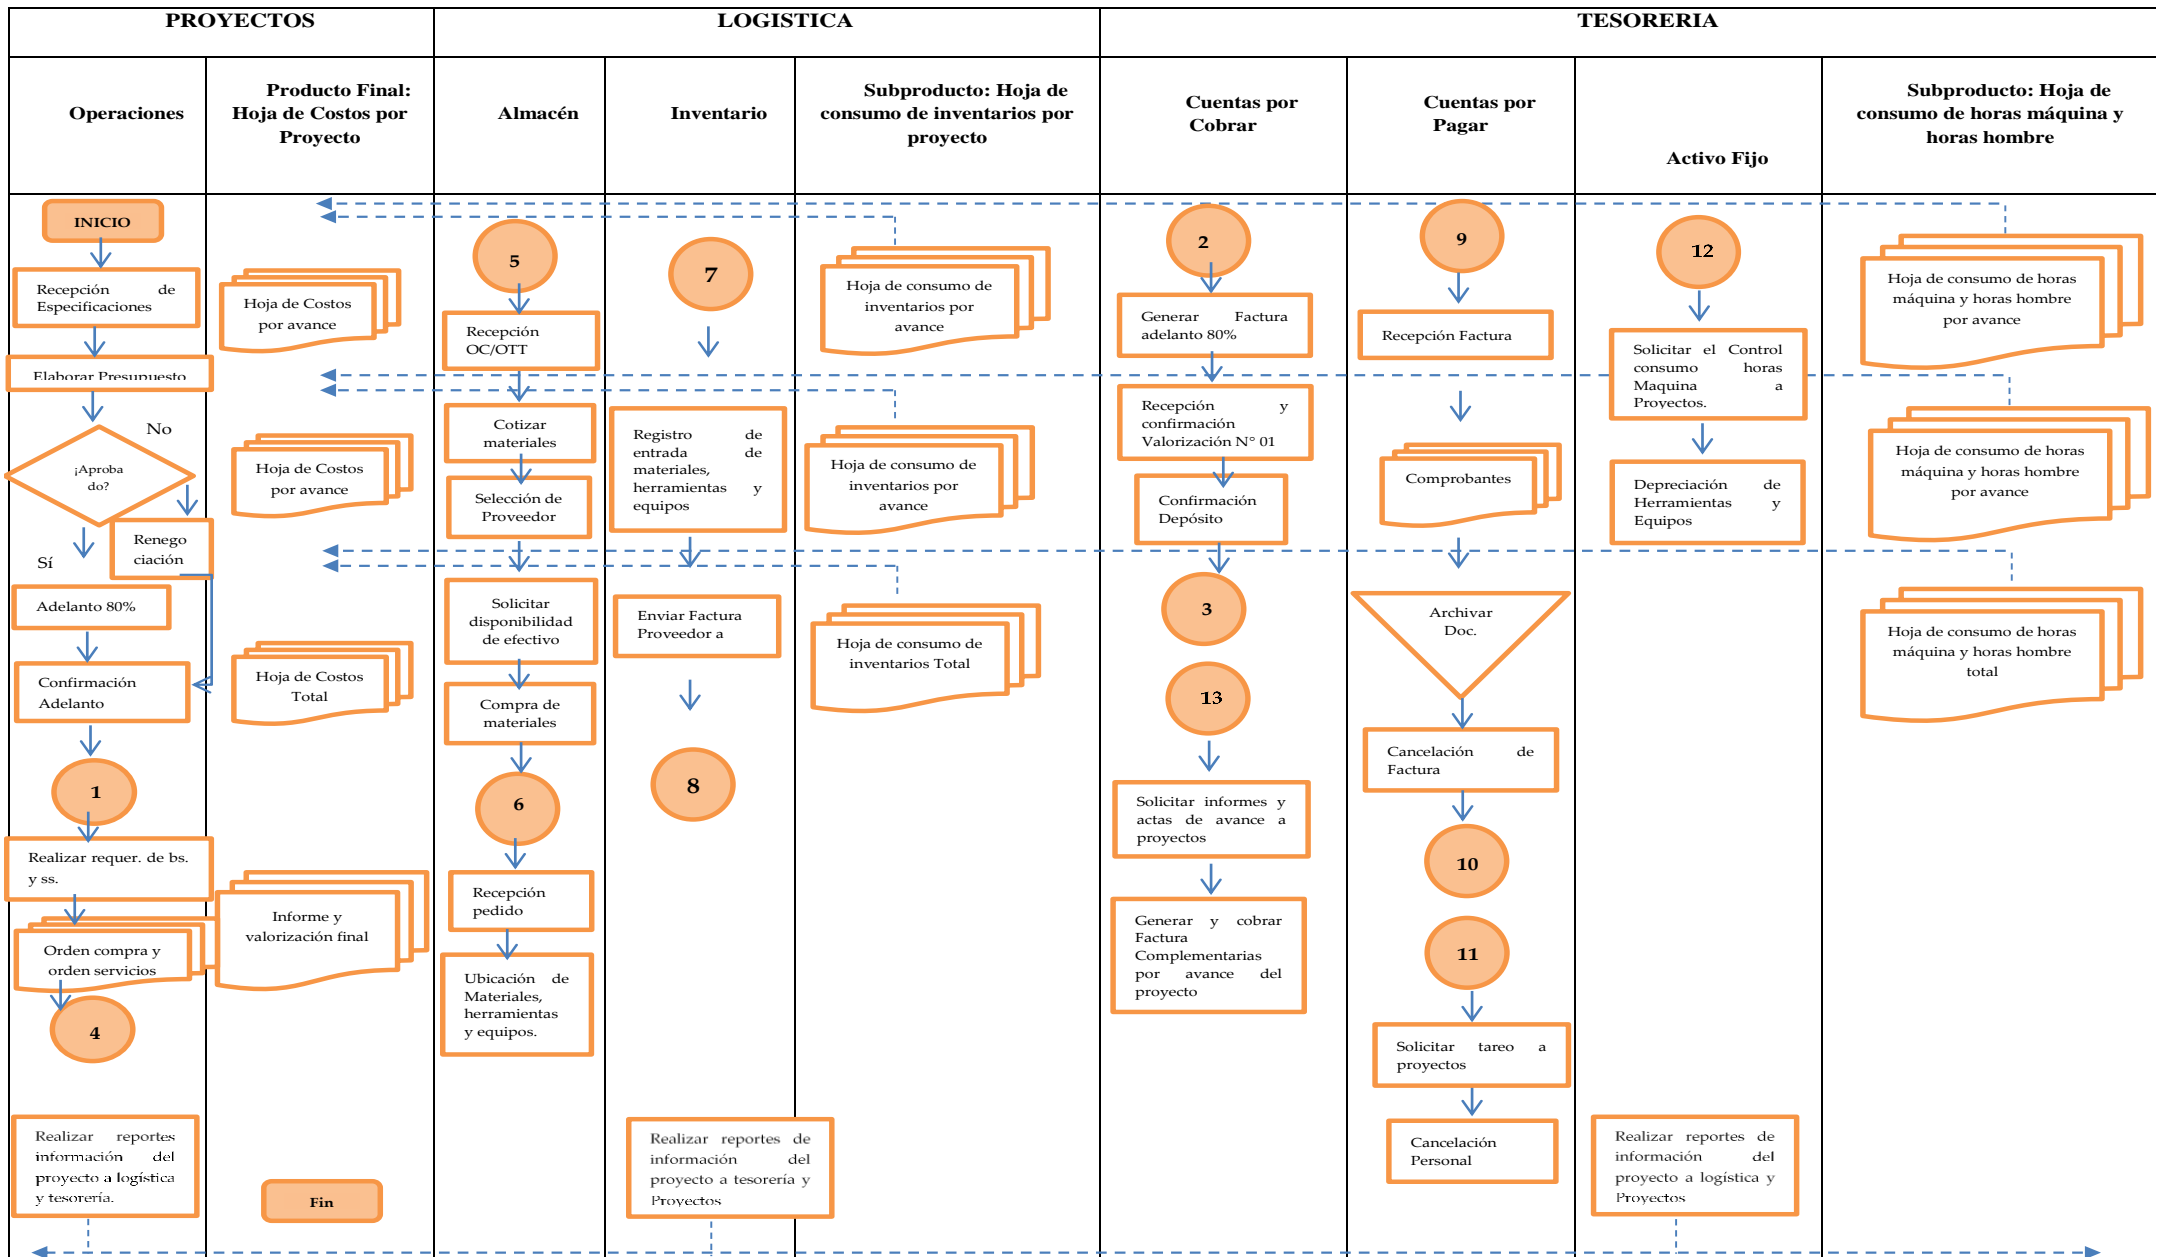 PROYECTOS
LOGISTICA
TESORERIA
Operaciones
Producto Final:
Hoja de Costos por
Proyecto
Almacén
Inventario
Subproducto: Hoja de
consumo de inventarios por
proyecto
Cuentas por
Cobrar
Cuentas por
Pagar
Activo Fijo
Subproducto: Hoja de
consumo de horas máquina y
horas hombre
INICIO
Recepción de
Especificaciones
Elaborar Presupuesto
¡Aproba
do?
No
Sí
Renego
ciación
Adelanto 80%
Confirmación
Adelanto
1
Realizar requer. de bs.
y ss.
Orden compra y
orden servicios
4
Realizar reportes
información del
proyecto a logística
y tesorería.
Hoja de Costos
por avance
Hoja de Costos
por avance
Hoja de Costos
Total
Informe y
valorización final
Fin
5
Recepción
OC/OTT
Cotizar
materiales
Selección de
Proveedor
Solicitar
disponibilidad
de efectivo
Compra de
materiales
6
Recepción
pedido
Ubicación de
Materiales,
herramientas
y equipos.
7
Registro de
entrada de
materiales,
herramientas y
equipos
Enviar Factura
Proveedor a
8
Realizar reportes de
información del
proyecto a tesorería y
Proyectos
Hoja de consumo de
inventarios por
avance
Hoja de consumo de
inventarios por
avance
Hoja de consumo de
inventarios Total
2
Generar Factura
adelanto 80%
Recepción y
confirmación
Valorización N° 01
Confirmación
Depósito
3
13
Solicitar informes y
actas de avance a
proyectos
Generar y cobrar
Factura
Complementarias
por avance del
proyecto
9
Recepción Factura
Comprobantes
Archivar
Doc.
Cancelación de
Factura
10
11
Solicitar tareo a
proyectos
Cancelación
Personal
12
Solicitar el Control
consumo horas
Maquina a
Proyectos.
Depreciación de
Herramientas y
Equipos
Realizar reportes de
información del
proyecto a logística y
Proyectos
Hoja de consumo de horas
máquina y horas hombre
por avance
Hoja de consumo de horas
máquina y horas hombre
por avance
Hoja de consumo de horas
máquina y horas hombre
total